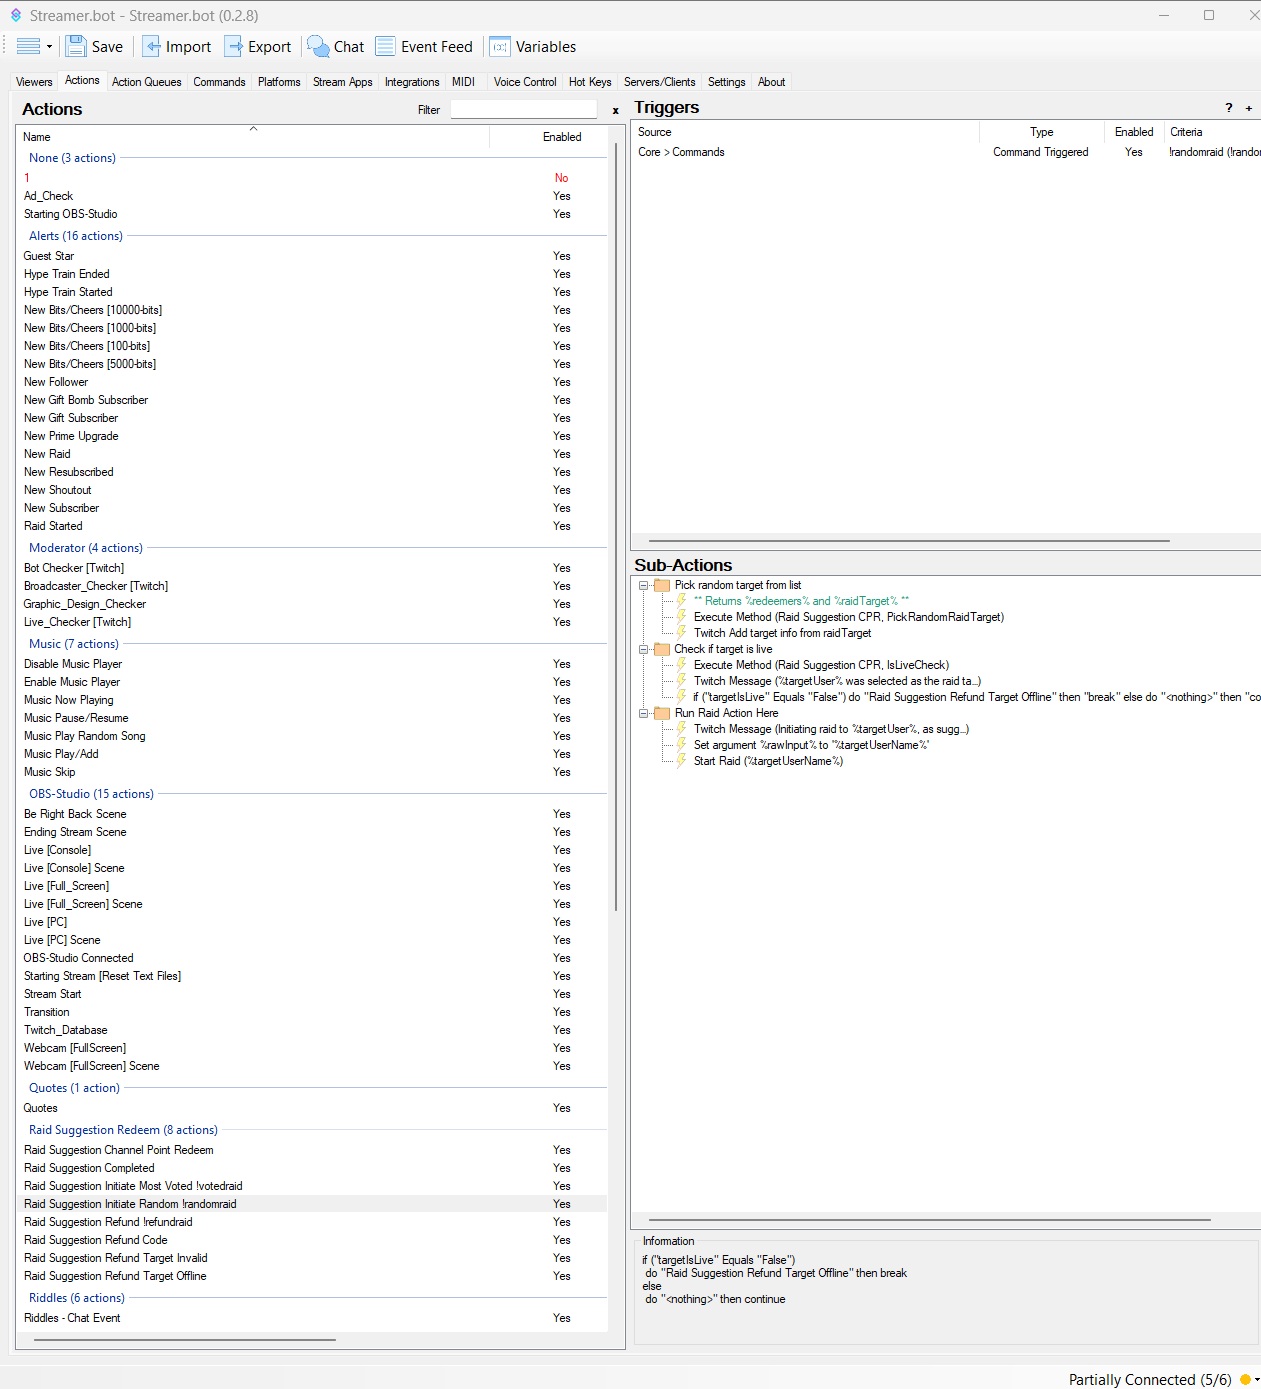 Streamer.bot - Streamer.bot (0.2.8)
Save Import Export Chat Event Feed Variables
Viewers Actions Action Queues Commands Platforms Stream Apps Integrations MIDI Voice Control Hot Keys Servers/Clients Settings About
Actions Filter x
Name Enabled
None (3 actions)
1 No
Ad_Check Yes
Starting OBS-Studio Yes
Alerts (16 actions)
Guest Star Yes
Hype Train Ended Yes
Hype Train Started Yes
New Bits/Cheers [10000-bits] Yes
New Bits/Cheers [1000-bits] Yes
New Bits/Cheers [100-bits] Yes
New Bits/Cheers [5000-bits] Yes
New Follower Yes
New Gift Bomb Subscriber Yes
New Gift Subscriber Yes
New Prime Upgrade Yes
New Raid Yes
New Resubscribed Yes
New Shoutout Yes
New Subscriber Yes
Raid Started Yes
Moderator (4 actions)
Bot Checker [Twitch] Yes
Broadcaster_Checker [Twitch] Yes
Graphic_Design_Checker Yes
Live_Checker [Twitch] Yes
Music (7 actions)
Disable Music Player Yes
Enable Music Player Yes
Music Now Playing Yes
Music Pause/Resume Yes
Music Play Random Song Yes
Music Play/Add Yes
Music Skip Yes
OBS-Studio (15 actions)
Be Right Back Scene Yes
Ending Stream Scene Yes
Live [Console] Yes
Live [Console] Scene Yes
Live [Full_Screen] Yes
Live [Full_Screen] Scene Yes
Live [PC] Yes
Live [PC] Scene Yes
OBS-Studio Connected Yes
Starting Stream [Reset Text Files] Yes
Stream Start Yes
Transition Yes
Twitch_Database Yes
Webcam [FullScreen] Yes
Webcam [FullScreen] Scene Yes
Quotes (1 action)
Quotes Yes
Raid Suggestion Redeem (8 actions)
Raid Suggestion Channel Point Redeem Yes
Raid Suggestion Completed Yes
Raid Suggestion Initiate Most Voted !votedraid Yes
Raid Suggestion Initiate Random !randomraid Yes
Raid Suggestion Refund !refundraid Yes
Raid Suggestion Refund Code Yes
Raid Suggestion Refund Target Invalid Yes
Raid Suggestion Refund Target Offline Yes
Riddles (6 actions)
Riddles - Chat Event Yes
Triggers ? +
Source Type Enabled Criteria
Core > Commands Command Triggered Yes !randomraid (!rando
Sub-Actions
Pick random target from list
** Returns %redeemers% and %raidTarget% **
Execute Method (Raid Suggestion CPR, PickRandomRaidTarget)
Twitch Add target info from raidTarget
Check if target is live
Execute Method (Raid Suggestion CPR, IsLiveCheck)
Twitch Message (%targetUser% was selected as the raid ta...)
if ("targetIsLive" Equals "False") do "Raid Suggestion Refund Target Offline" then "break" else do "<nothing>" then "co
Run Raid Action Here
Twitch Message (Initiating raid to %targetUser%, as sugg...)
Set argument %rawInput% to '%targetUserName%'
Start Raid (%targetUserName%)
Information
if ("targetIsLive" Equals "False")
do "Raid Suggestion Refund Target Offline" then break
else
do "<nothing>" then continue
Partially Connected (5/6)